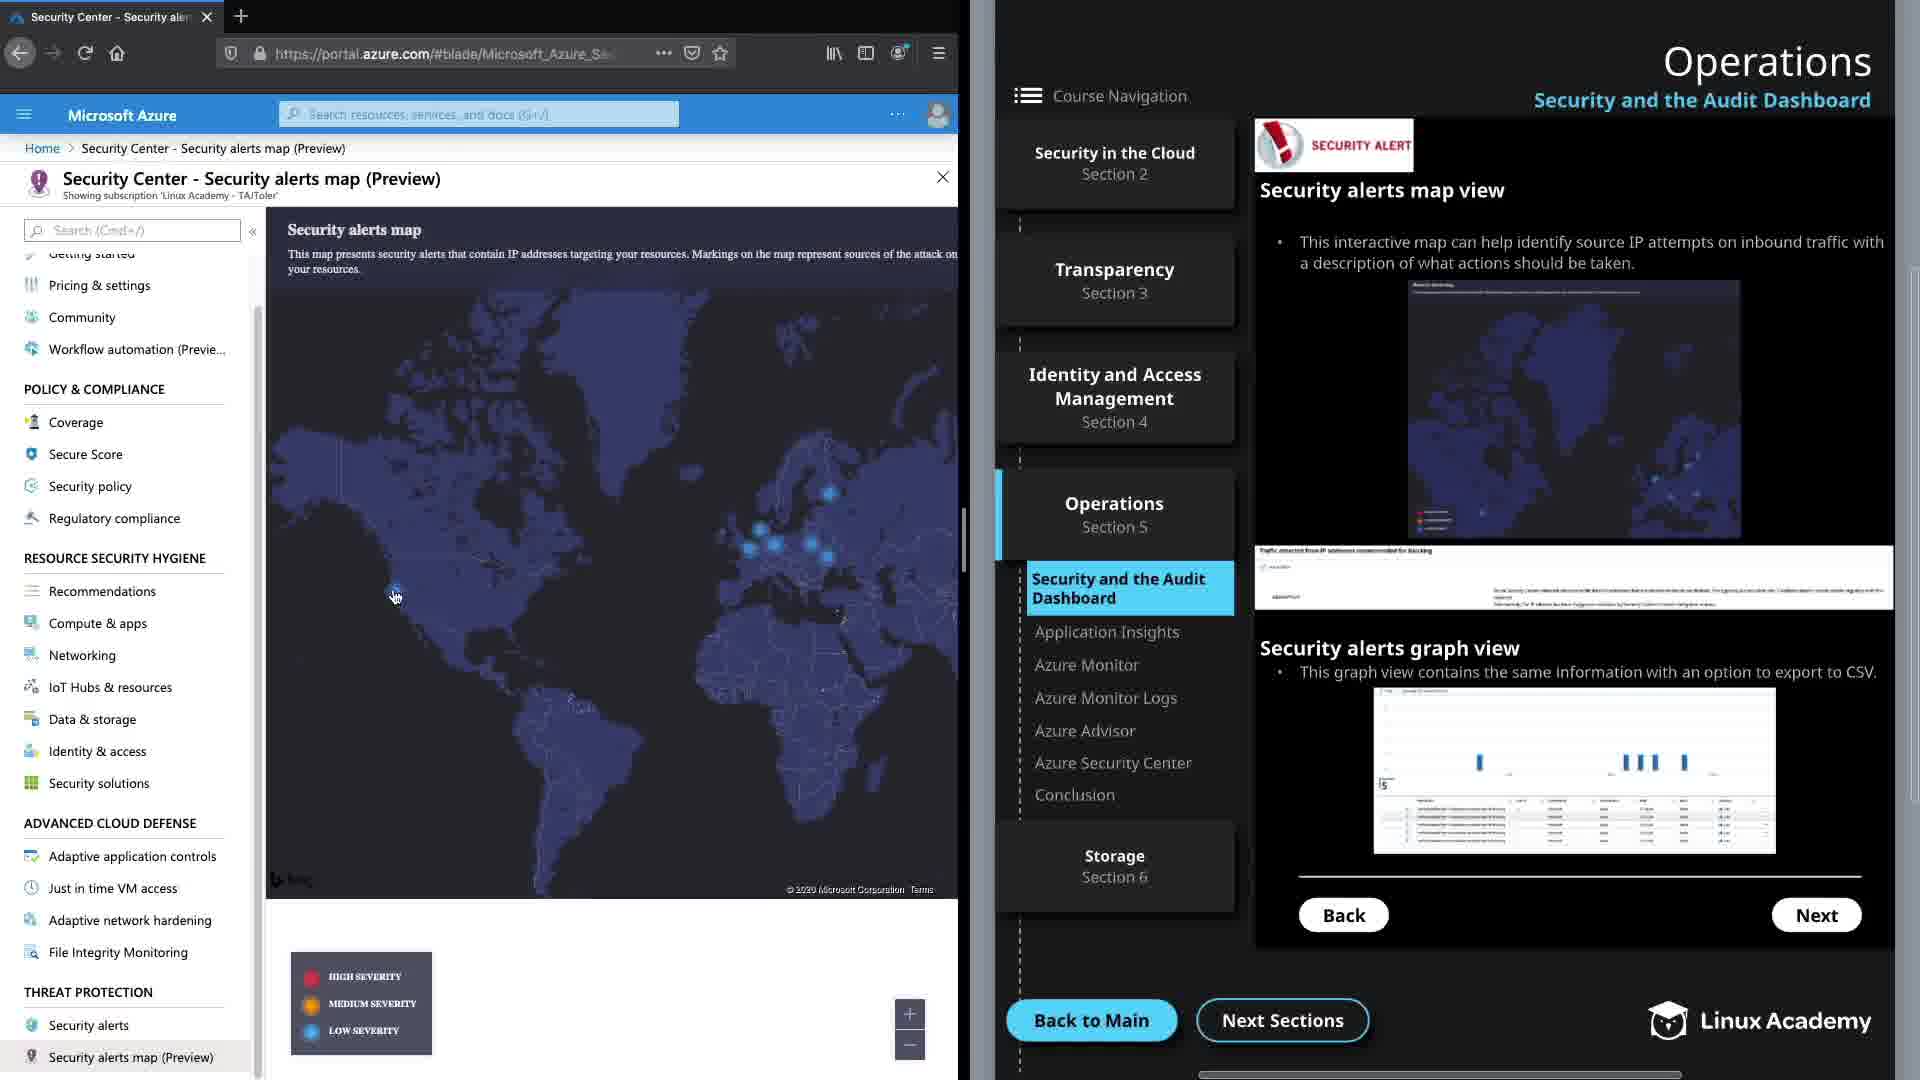 Security Center - Security aler
https://portal.azure.com/#blade/Microsoft_Azure_Se
Microsoft Azure
Search resources, services, and docs (G+/)
Home > Security Center - Security alerts map (Preview)
Security Center - Security alerts map (Preview)
Showing subscription 'Linux Academy - TAJToler'
Search (Cmd+/)
Getting started
Pricing & settings
Community
Workflow automation (Previe...
POLICY & COMPLIANCE
Coverage
Secure Score
Security policy
Regulatory compliance
RESOURCE SECURITY HYGIENE
Recommendations
Compute & apps
Networking
IoT Hubs & resources
Data & storage
Identity & access
Security solutions
ADVANCED CLOUD DEFENSE
Adaptive application controls
Just in time VM access
Adaptive network hardening
File Integrity Monitoring
THREAT PROTECTION
Security alerts
Security alerts map (Preview)
Security alerts map
This map presents security alerts that contain IP addresses targeting your resources. Markings on the map represent sources of the attack on
your resources.
© 2020 Microsoft Corporation Terms
HIGH SEVERITY
MEDIUM SEVERITY
LOW SEVERITY
Operations
Security and the Audit Dashboard
Course Navigation
Security in the Cloud
Section 2
Transparency
Section 3
Identity and Access
Management
Section 4
Operations
Section 5
Security and the Audit
Dashboard
Application Insights
Azure Monitor
Azure Monitor Logs
Azure Advisor
Azure Security Center
Conclusion
Storage
Section 6
SECURITY ALERT
Security alerts map view
• This interactive map can help identify source IP attempts on inbound traffic with
a description of what actions should be taken.
Traffic detected from IP addresses recommended for blocking
Security alerts graph view
• This graph view contains the same information with an option to export to CSV.
Back
Next
Back to Main
Next Sections
Linux Academy